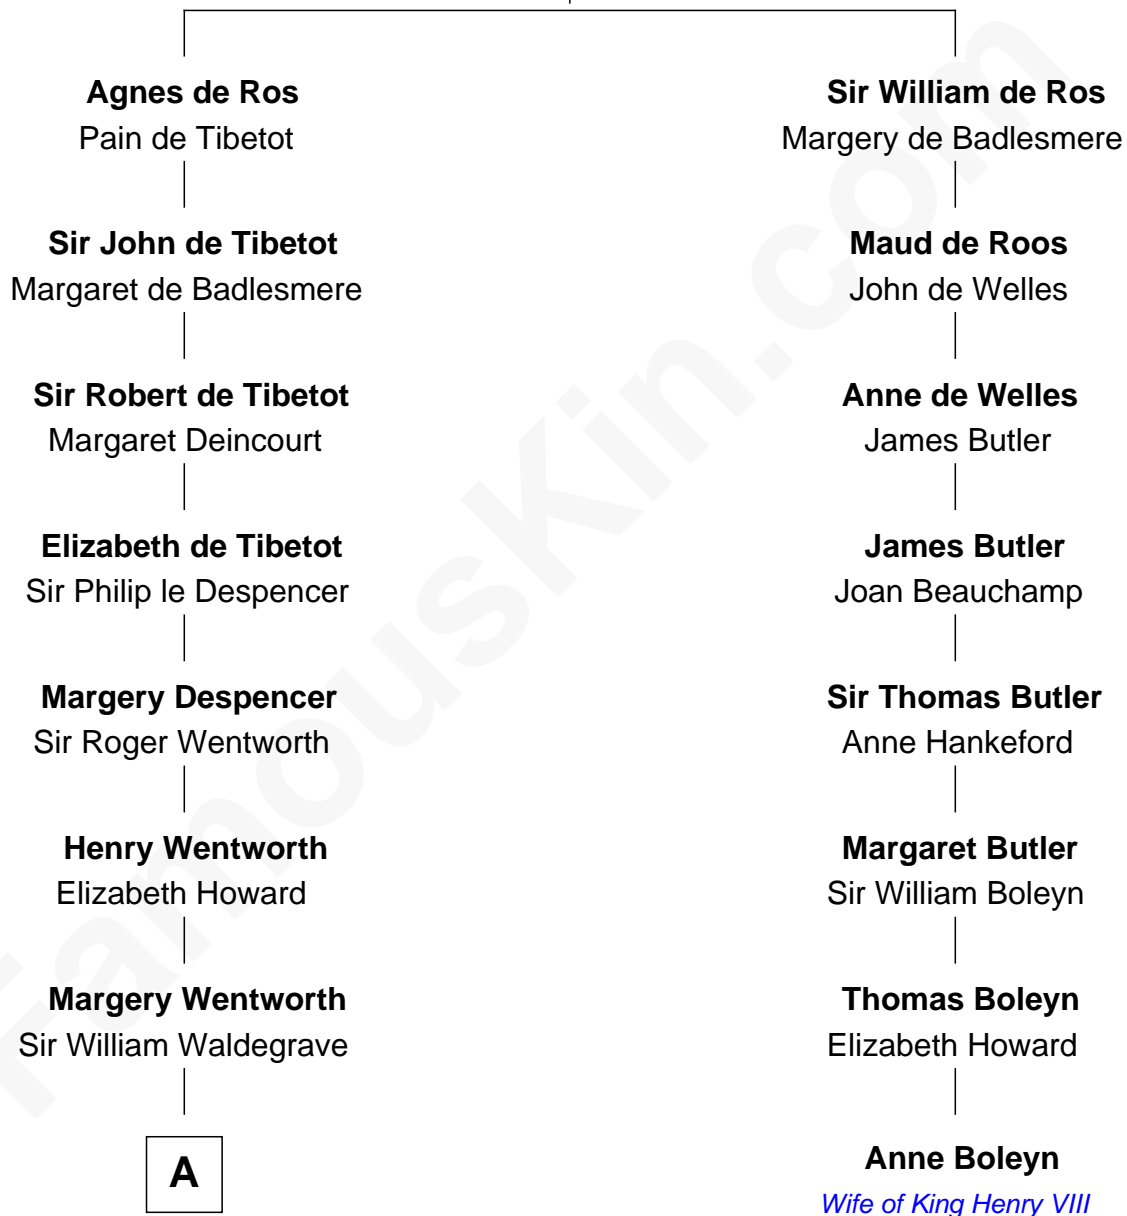 Agnes de Ros
Pain de Tibetot
Sir John de Tibetot
Margaret de Badlesmere
Sir Robert de Tibetot
Margaret Deincourt
Elizabeth de Tibetot
Sir Philip le Despencer
Margery Despencer
Sir Roger Wentworth
Henry Wentworth
Elizabeth Howard
Margery Wentworth
Sir William Waldegrave
A
Sir William de Ros
Margery de Badlesmere
Maud de Roos
John de Welles
Anne de Welles
James Butler
James Butler
Joan Beauchamp
Sir Thomas Butler
Anne Hankeford
Margaret Butler
Sir William Boleyn
Thomas Boleyn
Elizabeth Howard
Anne Boleyn
Wife of King Henry VIII
FamousKin.com